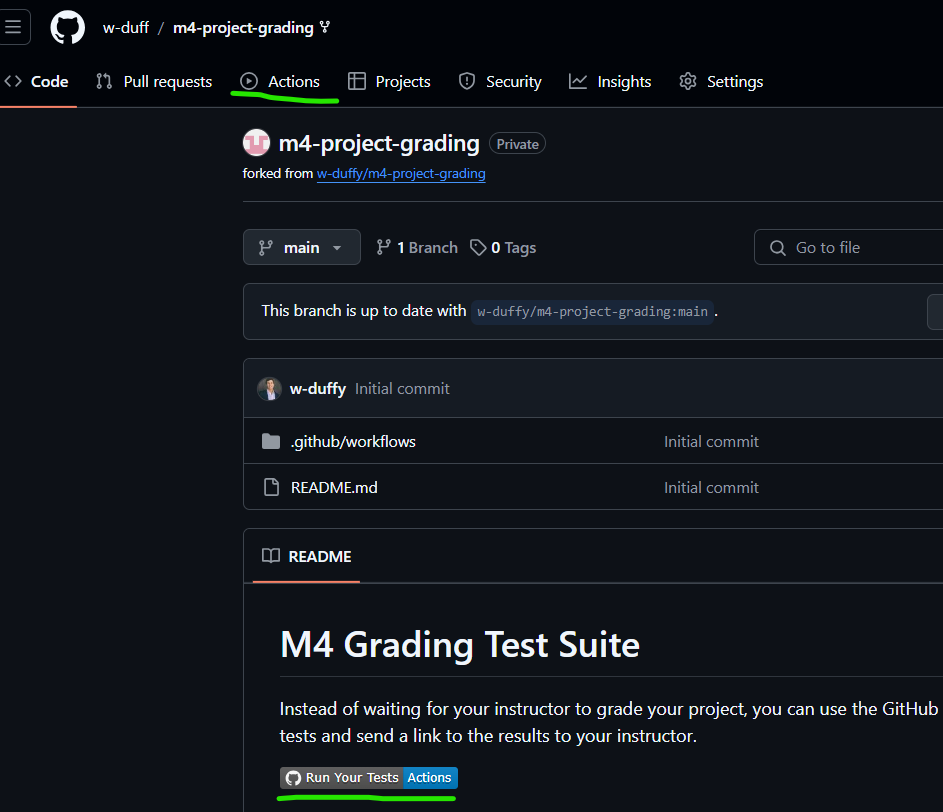 w-duff / m4-project-grading
Code Pull requests Actions Projects Security Insights Settings
m4-project-grading Private
forked from w-duffy/m4-project-grading
main 1 Branch 0 Tags Go to file
This branch is up to date with w-duffy/m4-project-grading:main .
w-duffy Initial commit
.github/workflows Initial commit
README.md Initial commit
README
M4 Grading Test Suite
Instead of waiting for your instructor to grade your project, you can use the GitHub
tests and send a link to the results to your instructor.
Run Your Tests Actions